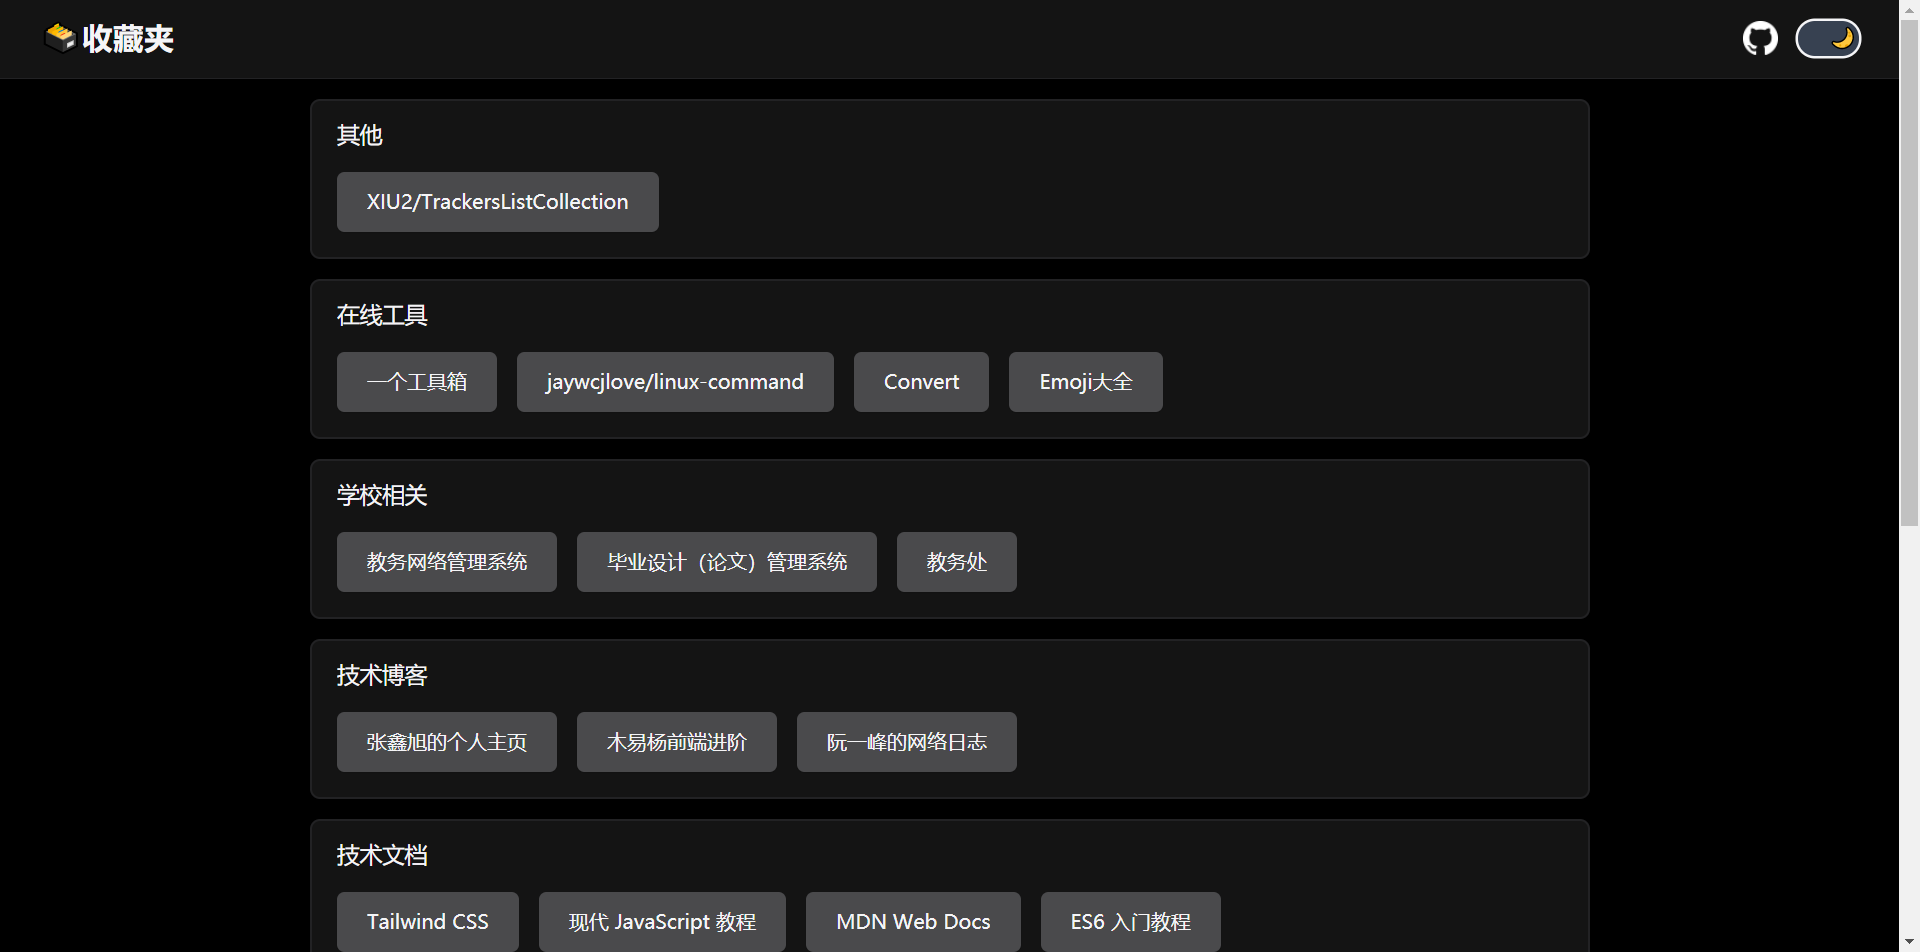 收藏夹
其他
XIU2/TrackersListCollection
在线工具
一个工具箱 jaywcjlove/linux-command Convert Emoji大全
学校相关
教务网络管理系统 毕业设计（论文）管理系统 教务处
技术博客
张鑫旭的个人主页 木易杨前端进阶 阮一峰的网络日志
技术文档
Tailwind CSS 现代 JavaScript 教程 MDN Web Docs ES6 入门教程